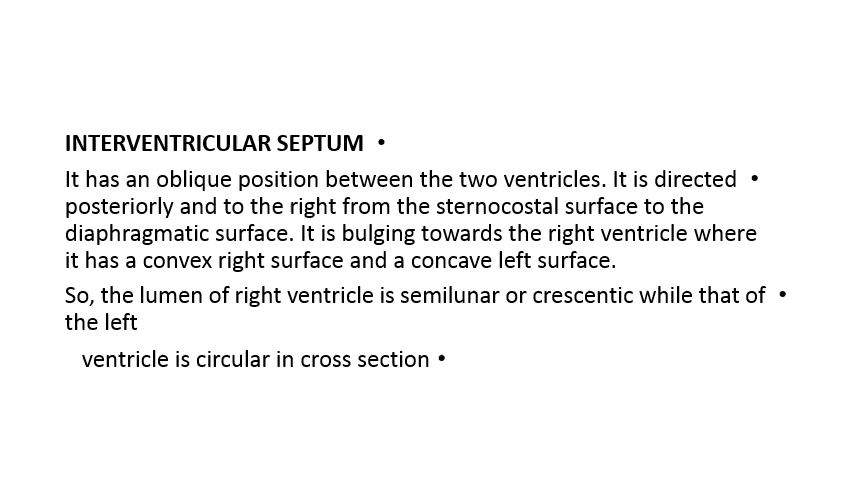 INTERVENTRICULAR SEPTUM •
It has an oblique position between the two ventricles. It is directed •
posteriorly and to the right from the sternocostal surface to the
diaphragmatic surface. It is bulging towards the right ventricle where
it has a convex right surface and a concave left surface.
So, the lumen of right ventricle is semilunar or crescentic while that of •
the left
ventricle is circular in cross section •